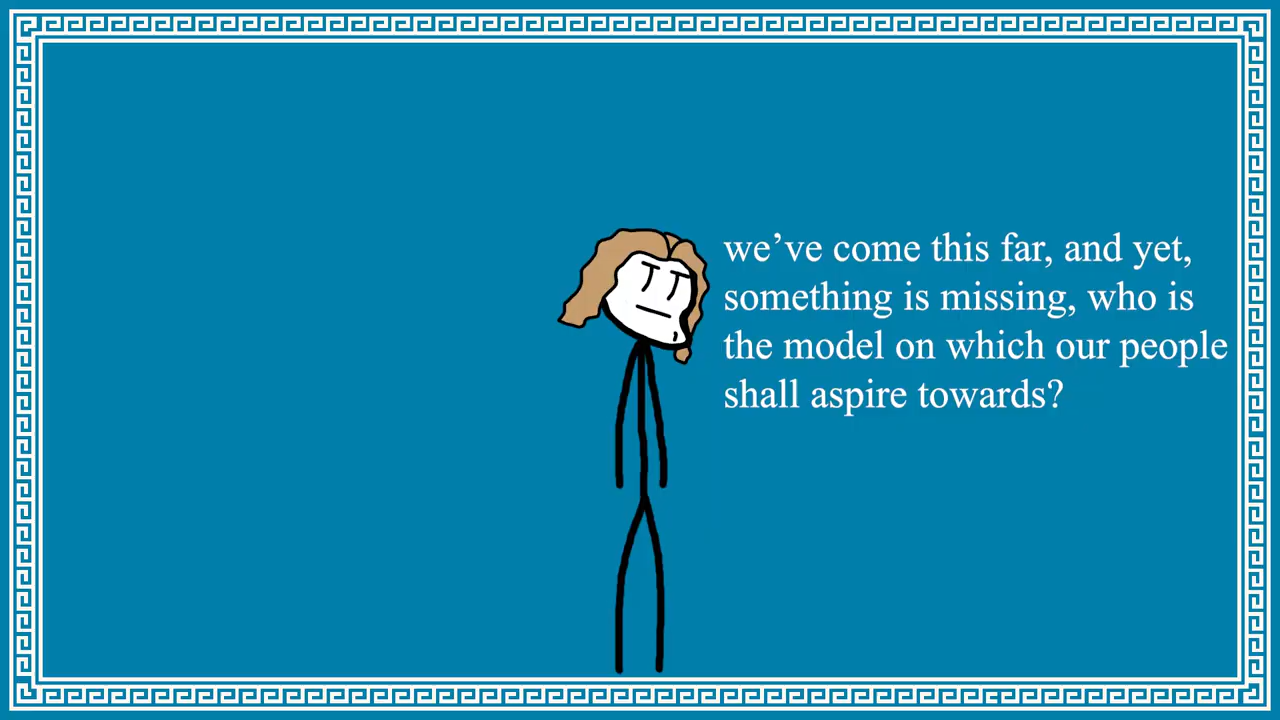 we’ve come this far, and yet,
something is missing, who is
the model on which our people
shall aspire towards?